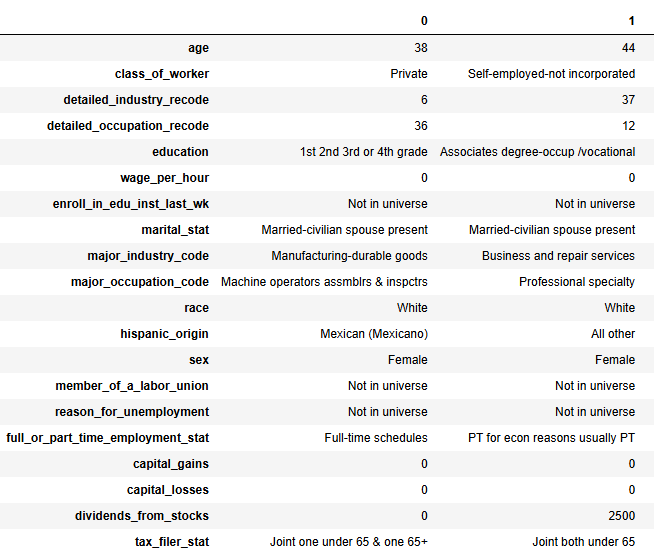 0 1
age 38 44
class_of_worker Private Self-employed-not incorporated
detailed_industry_recode 6 37
detailed_occupation_recode 36 12
education 1st 2nd 3rd or 4th grade Associates degree-occup /vocational
wage_per_hour 0 0
enroll_in_edu_inst_last_wk Not in universe Not in universe
marital_stat Married-civilian spouse present Married-civilian spouse present
major_industry_code Manufacturing-durable goods Business and repair services
major_occupation_code Machine operators assmblrs & inspctrs Professional specialty
race White White
hispanic_origin Mexican (Mexicano) All other
sex Female Female
member_of_a_labor_union Not in universe Not in universe
reason_for_unemployment Not in universe Not in universe
full_or_part_time_employment_stat Full-time schedules PT for econ reasons usually PT
capital_gains 0 0
capital_losses 0 0
dividends_from_stocks 0 2500
tax_filer_stat Joint one under 65 & one 65+ Joint both under 65